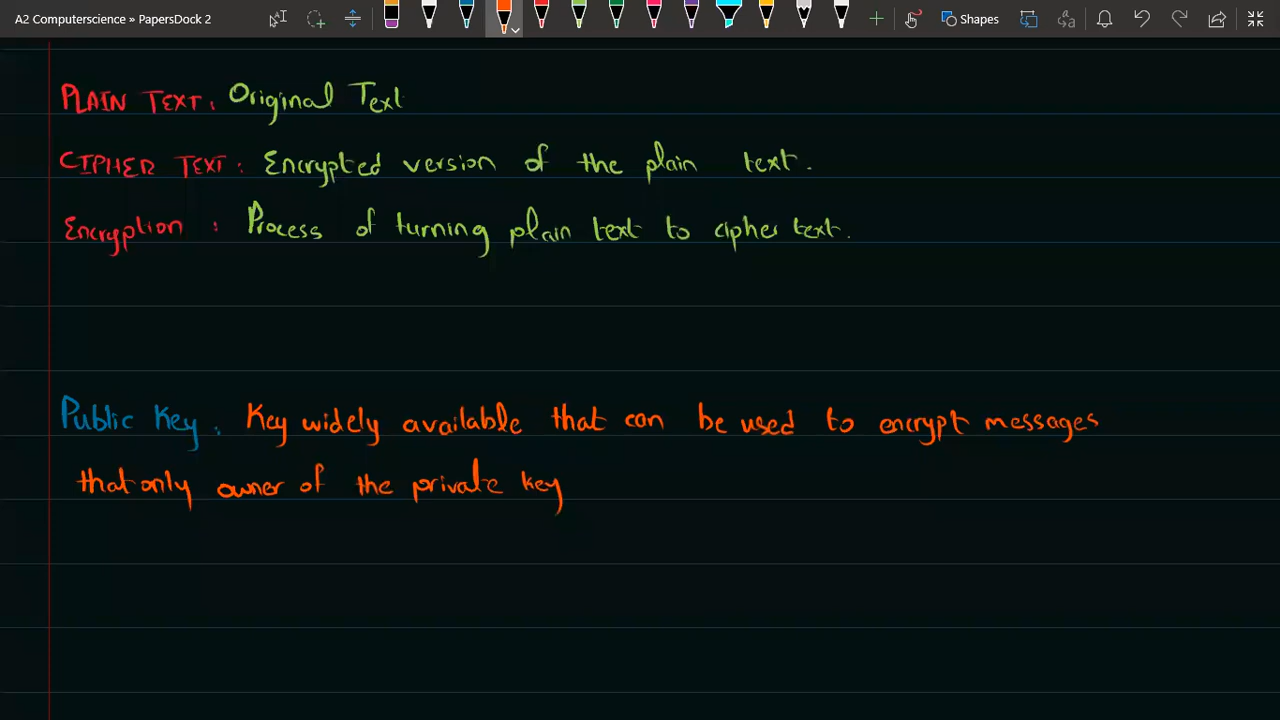 A2 Computerscience » PapersDock 2
Shapes
PLAIN TEXT: Original Text
CIPHER TEXT: Encrypted version of the plain text.
Encryption : Process of turning plain text to cipher text.
Public Key : Key widely available that can be used to encrypt messages
that only owner of the private key